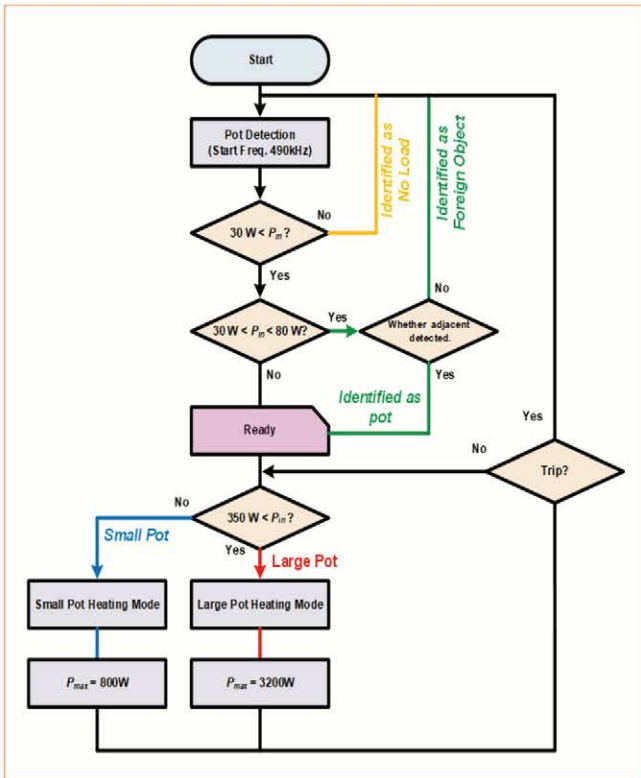 Start
Pot Detection
(Start Freq. 490kHz)
No
30 W < Pin ?
Yes
Identified as
No Load
Identified as
Foreign Object
No
30 W < Pin < 80 W?
Yes
Whether adjacent
detected.
No
Yes
Identified as
pot
Ready
Yes
No
Trip?
No
350 W < Pin ?
Small Pot
Yes
Large Pot
Small Pot Heating Mode
Large Pot Heating Mode
Pmax = 800W
Pmax = 3200W